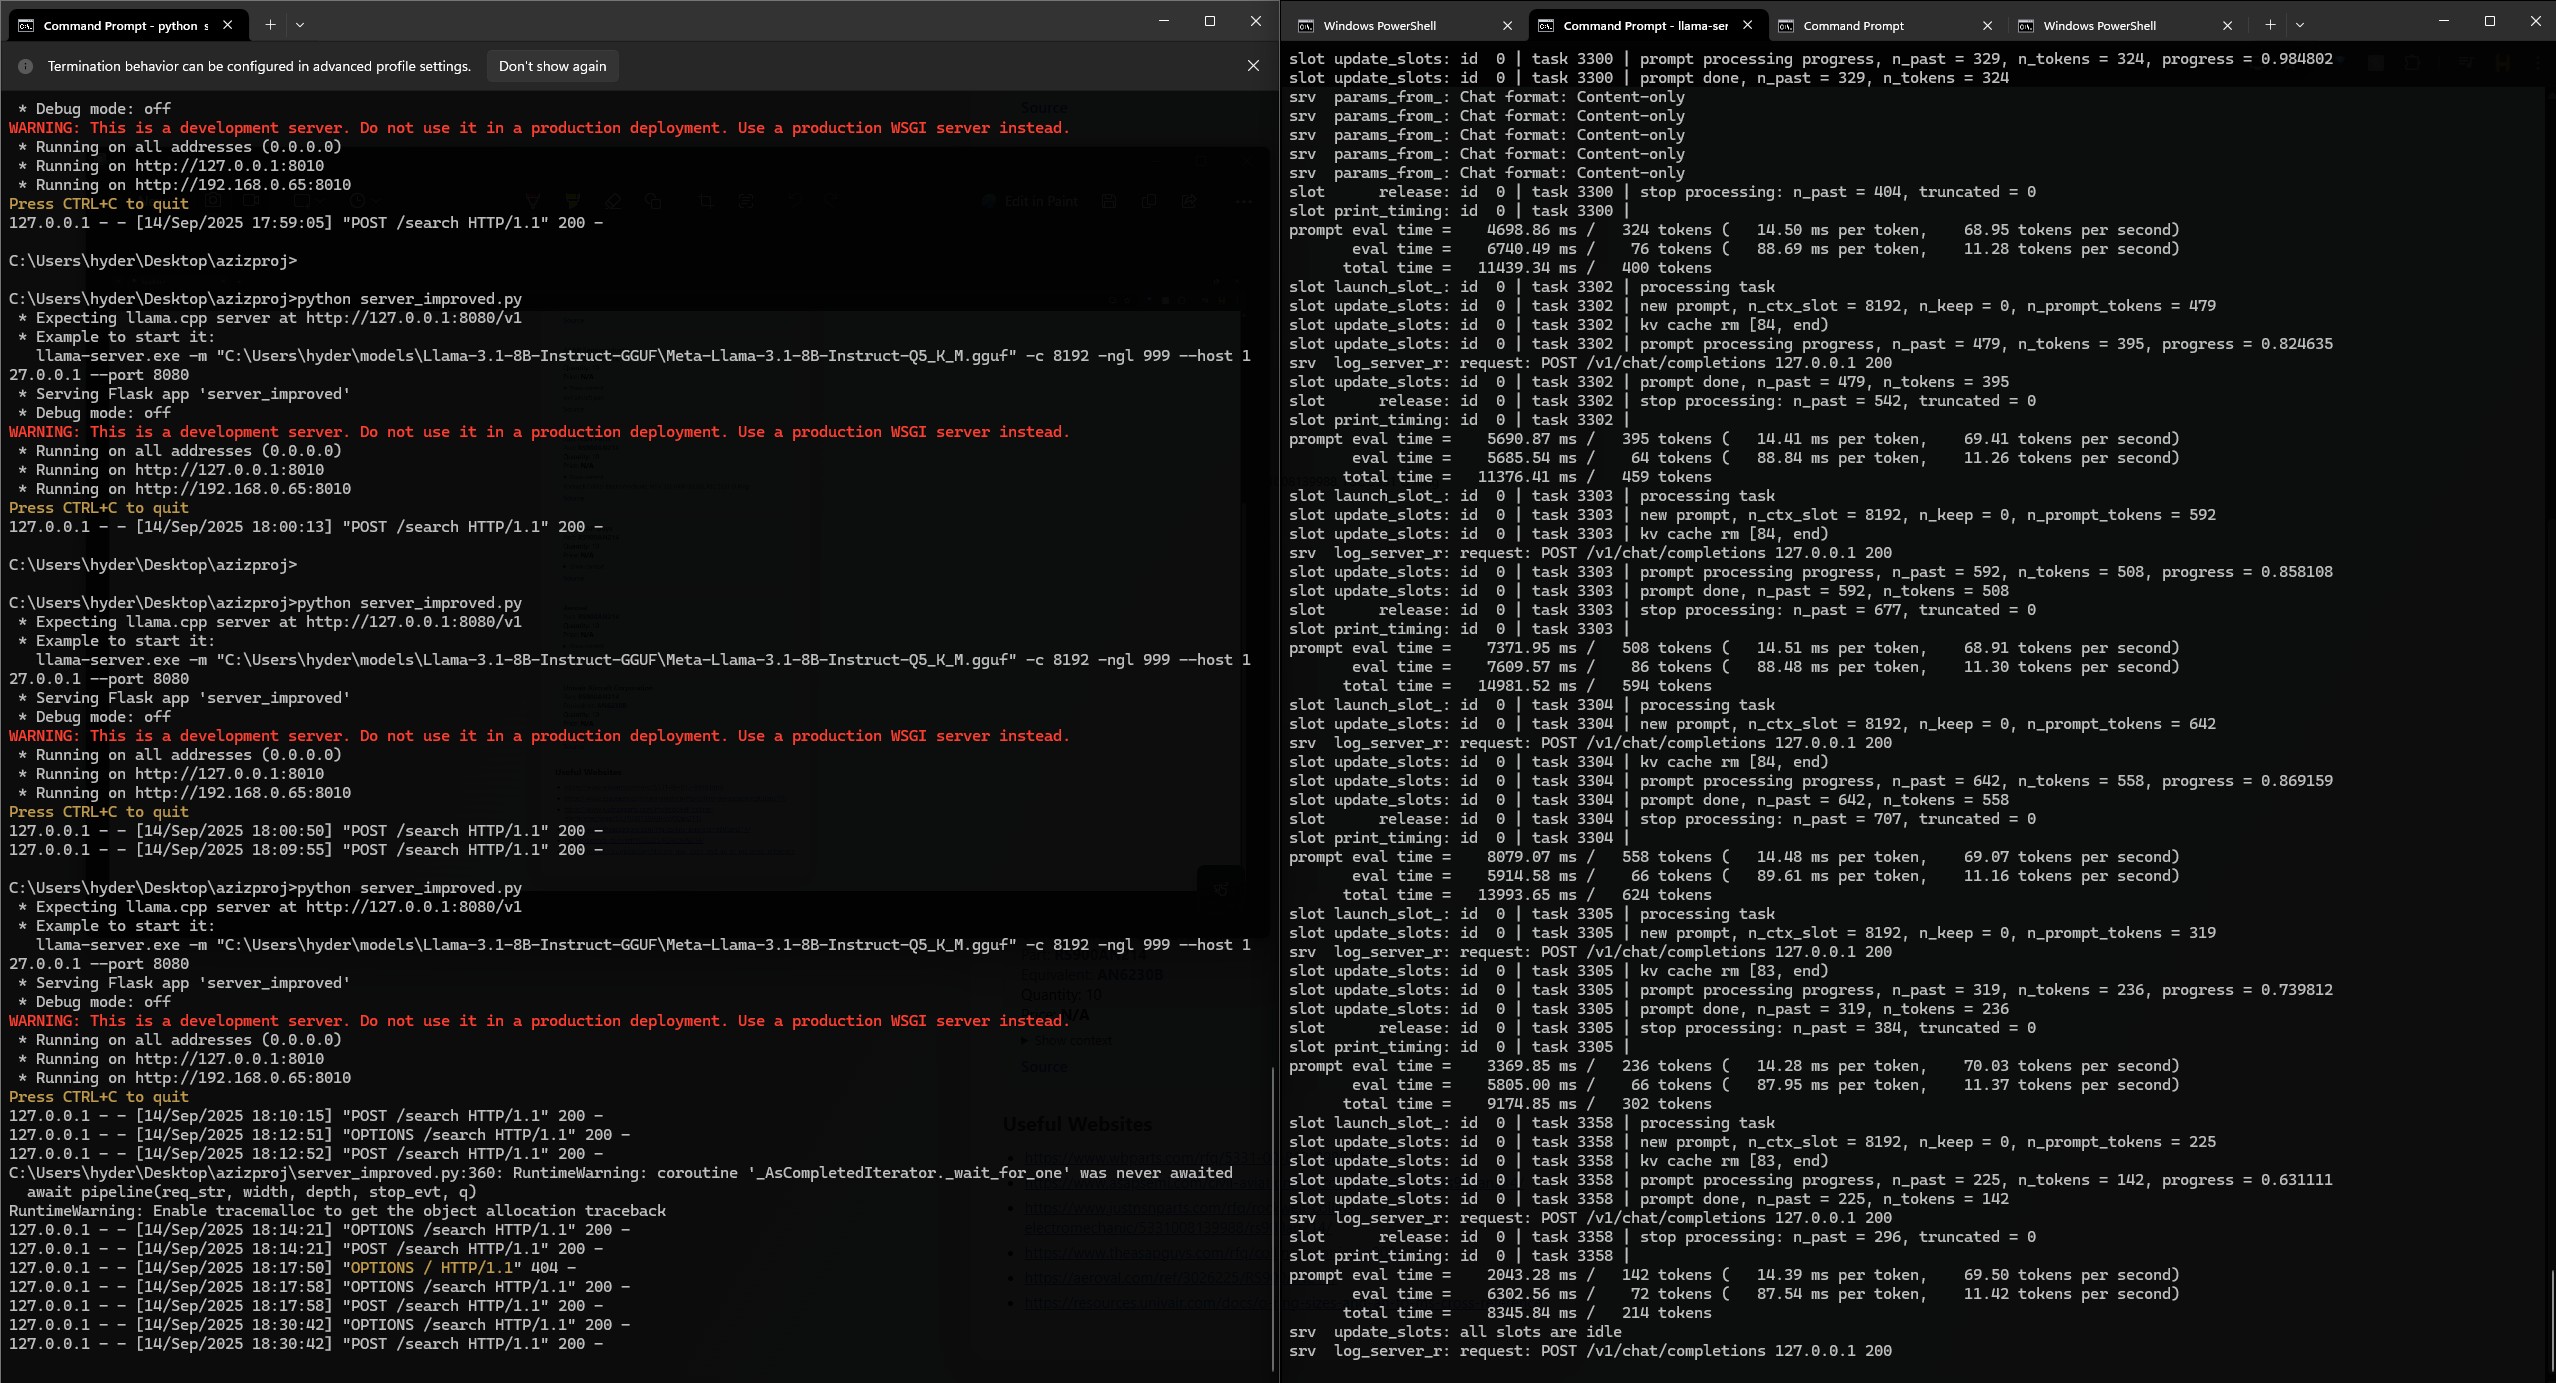 Command Prompt - python s
Termination behavior can be configured in advanced profile settings.
Don't show again
* Debug mode: off
WARNING: This is a development server. Do not use it in a production deployment. Use a production WSGI server instead.
* Running on all addresses (0.0.0.0)
* Running on http://127.0.0.1:8010
* Running on http://192.168.0.65:8010
Press CTRL+C to quit
127.0.0.1 - - [14/Sep/2025 17:59:05] "POST /search HTTP/1.1" 200 -
C:\Users\hyder\Desktop\azizproj>
C:\Users\hyder\Desktop\azizproj>python server_improved.py
* Expecting llama.cpp server at http://127.0.0.1:8080/v1
* Example to start it:
llama-server.exe -m "C:\Users\hyder\models\Llama-3.1-8B-Instruct-GGUF\Meta-Llama-3.1-8B-Instruct-Q5_K_M.gguf" -c 8192 -ngl 999 --host 1
27.0.0.1 --port 8080
* Serving Flask app 'server_improved'
* Debug mode: off
WARNING: This is a development server. Do not use it in a production deployment. Use a production WSGI server instead.
* Running on all addresses (0.0.0.0)
* Running on http://127.0.0.1:8010
* Running on http://192.168.0.65:8010
Press CTRL+C to quit
127.0.0.1 - - [14/Sep/2025 18:00:13] "POST /search HTTP/1.1" 200 -
C:\Users\hyder\Desktop\azizproj>
C:\Users\hyder\Desktop\azizproj>python server_improved.py
* Expecting llama.cpp server at http://127.0.0.1:8080/v1
* Example to start it:
llama-server.exe -m "C:\Users\hyder\models\Llama-3.1-8B-Instruct-GGUF\Meta-Llama-3.1-8B-Instruct-Q5_K_M.gguf" -c 8192 -ngl 999 --host 1
27.0.0.1 --port 8080
* Serving Flask app 'server_improved'
* Debug mode: off
WARNING: This is a development server. Do not use it in a production deployment. Use a production WSGI server instead.
* Running on all addresses (0.0.0.0)
* Running on http://127.0.0.1:8010
* Running on http://192.168.0.65:8010
Press CTRL+C to quit
127.0.0.1 - - [14/Sep/2025 18:00:50] "POST /search HTTP/1.1" 200 -
127.0.0.1 - - [14/Sep/2025 18:09:55] "POST /search HTTP/1.1" 200 -
C:\Users\hyder\Desktop\azizproj>python server_improved.py
* Expecting llama.cpp server at http://127.0.0.1:8080/v1
* Example to start it:
llama-server.exe -m "C:\Users\hyder\models\Llama-3.1-8B-Instruct-GGUF\Meta-Llama-3.1-8B-Instruct-Q5_K_M.gguf" -c 8192 -ngl 999 --host 1
27.0.0.1 --port 8080
* Serving Flask app 'server_improved'
* Debug mode: off
WARNING: This is a development server. Do not use it in a production deployment. Use a production WSGI server instead.
* Running on all addresses (0.0.0.0)
* Running on http://127.0.0.1:8010
* Running on http://192.168.0.65:8010
Press CTRL+C to quit
127.0.0.1 - - [14/Sep/2025 18:10:15] "POST /search HTTP/1.1" 200 -
127.0.0.1 - - [14/Sep/2025 18:12:51] "OPTIONS /search HTTP/1.1" 200 -
127.0.0.1 - - [14/Sep/2025 18:12:52] "POST /search HTTP/1.1" 200 -
C:\Users\hyder\Desktop\azizproj\server_improved.py:360: RuntimeWarning: coroutine '_AsCompletedIterator._wait_for_one' was never awaited
await pipeline(req_str, width, depth, stop_evt, q)
RuntimeWarning: Enable tracemalloc to get the object allocation traceback
127.0.0.1 - - [14/Sep/2025 18:14:21] "OPTIONS /search HTTP/1.1" 200 -
127.0.0.1 - - [14/Sep/2025 18:14:21] "POST /search HTTP/1.1" 200 -
127.0.0.1 - - [14/Sep/2025 18:17:50] "OPTIONS / HTTP/1.1" 404 -
127.0.0.1 - - [14/Sep/2025 18:17:58] "OPTIONS /search HTTP/1.1" 200 -
127.0.0.1 - - [14/Sep/2025 18:17:58] "POST /search HTTP/1.1" 200 -
127.0.0.1 - - [14/Sep/2025 18:30:42] "OPTIONS /search HTTP/1.1" 200 -
127.0.0.1 - - [14/Sep/2025 18:30:42] "POST /search HTTP/1.1" 200 -
Source
Edit in Paint
Equivalent: AN6230B
Quantity: 10
N/A
Show context
Source
Useful Websites
Windows PowerShell
Command Prompt - llama-ser
Command Prompt
Windows PowerShell
slot update_slots: id 0 | task 3300 | prompt processing progress, n_past = 329, n_tokens = 324, progress = 0.984802
slot update_slots: id 0 | task 3300 | prompt done, n_past = 329, n_tokens = 324
srv params_from_: Chat format: Content-only
srv params_from_: Chat format: Content-only
srv params_from_: Chat format: Content-only
srv params_from_: Chat format: Content-only
srv params_from_: Chat format: Content-only
slot release: id 0 | task 3300 | stop processing: n_past = 404, truncated = 0
slot print_timing: id 0 | task 3300 |
prompt eval time = 4698.86 ms / 324 tokens ( 14.50 ms per token, 68.95 tokens per second)
eval time = 6740.49 ms / 76 tokens ( 88.69 ms per token, 11.28 tokens per second)
total time = 11439.34 ms / 400 tokens
slot launch_slot_: id 0 | task 3302 | processing task
slot update_slots: id 0 | task 3302 | new prompt, n_ctx_slot = 8192, n_keep = 0, n_prompt_tokens = 479
slot update_slots: id 0 | task 3302 | kv cache rm [84, end)
slot update_slots: id 0 | task 3302 | prompt processing progress, n_past = 479, n_tokens = 395, progress = 0.824635
srv log_server_r: request: POST /v1/chat/completions 127.0.0.1 200
slot update_slots: id 0 | task 3302 | prompt done, n_past = 479, n_tokens = 395
slot release: id 0 | task 3302 | stop processing: n_past = 542, truncated = 0
slot print_timing: id 0 | task 3302 |
prompt eval time = 5690.87 ms / 395 tokens ( 14.41 ms per token, 69.41 tokens per second)
eval time = 5685.54 ms / 64 tokens ( 88.84 ms per token, 11.26 tokens per second)
total time = 11376.41 ms / 459 tokens
slot launch_slot_: id 0 | task 3303 | processing task
slot update_slots: id 0 | task 3303 | new prompt, n_ctx_slot = 8192, n_keep = 0, n_prompt_tokens = 592
slot update_slots: id 0 | task 3303 | kv cache rm [84, end)
srv log_server_r: request: POST /v1/chat/completions 127.0.0.1 200
slot update_slots: id 0 | task 3303 | prompt processing progress, n_past = 592, n_tokens = 508, progress = 0.858108
slot update_slots: id 0 | task 3303 | prompt done, n_past = 592, n_tokens = 508
slot release: id 0 | task 3303 | stop processing: n_past = 677, truncated = 0
slot print_timing: id 0 | task 3303 |
prompt eval time = 7371.95 ms / 508 tokens ( 14.51 ms per token, 68.91 tokens per second)
eval time = 7609.57 ms / 86 tokens ( 88.48 ms per token, 11.30 tokens per second)
total time = 14981.52 ms / 594 tokens
slot launch_slot_: id 0 | task 3304 | processing task
slot update_slots: id 0 | task 3304 | new prompt, n_ctx_slot = 8192, n_keep = 0, n_prompt_tokens = 642
srv log_server_r: request: POST /v1/chat/completions 127.0.0.1 200
slot update_slots: id 0 | task 3304 | kv cache rm [84, end)
slot update_slots: id 0 | task 3304 | prompt processing progress, n_past = 642, n_tokens = 558, progress = 0.869159
slot update_slots: id 0 | task 3304 | prompt done, n_past = 642, n_tokens = 558
slot release: id 0 | task 3304 | stop processing: n_past = 707, truncated = 0
slot print_timing: id 0 | task 3304 |
prompt eval time = 8079.07 ms / 558 tokens ( 14.48 ms per token, 69.07 tokens per second)
eval time = 5914.58 ms / 66 tokens ( 89.61 ms per token, 11.16 tokens per second)
total time = 13993.65 ms / 624 tokens
slot launch_slot_: id 0 | task 3305 | processing task
slot update_slots: id 0 | task 3305 | new prompt, n_ctx_slot = 8192, n_keep = 0, n_prompt_tokens = 319
srv log_server_r: request: POST /v1/chat/completions 127.0.0.1 200
slot update_slots: id 0 | task 3305 | kv cache rm [83, end)
slot update_slots: id 0 | task 3305 | prompt processing progress, n_past = 319, n_tokens = 236, progress = 0.739812
slot update_slots: id 0 | task 3305 | prompt done, n_past = 319, n_tokens = 236
slot release: id 0 | task 3305 | stop processing: n_past = 384, truncated = 0
slot print_timing: id 0 | task 3305 |
prompt eval time = 3369.85 ms / 236 tokens ( 14.28 ms per token, 70.03 tokens per second)
eval time = 5805.00 ms / 66 tokens ( 87.95 ms per token, 11.37 tokens per second)
total time = 9174.85 ms / 302 tokens
slot launch_slot_: id 0 | task 3358 | processing task
slot update_slots: id 0 | task 3358 | new prompt, n_ctx_slot = 8192, n_keep = 0, n_prompt_tokens = 225
slot update_slots: id 0 | task 3358 | kv cache rm [83, end)
slot update_slots: id 0 | task 3358 | prompt processing progress, n_past = 225, n_tokens = 142, progress = 0.631111
slot update_slots: id 0 | task 3358 | prompt done, n_past = 225, n_tokens = 142
srv log_server_r: request: POST /v1/chat/completions 127.0.0.1 200
slot release: id 0 | task 3358 | stop processing: n_past = 296, truncated = 0
slot print_timing: id 0 | task 3358 |
prompt eval time = 2043.28 ms / 142 tokens ( 14.39 ms per token, 69.50 tokens per second)
eval time = 6302.56 ms / 72 tokens ( 87.54 ms per token, 11.42 tokens per second)
total time = 8345.84 ms / 214 tokens
srv update_slots: all slots are idle
srv log_server_r: request: POST /v1/chat/completions 127.0.0.1 200